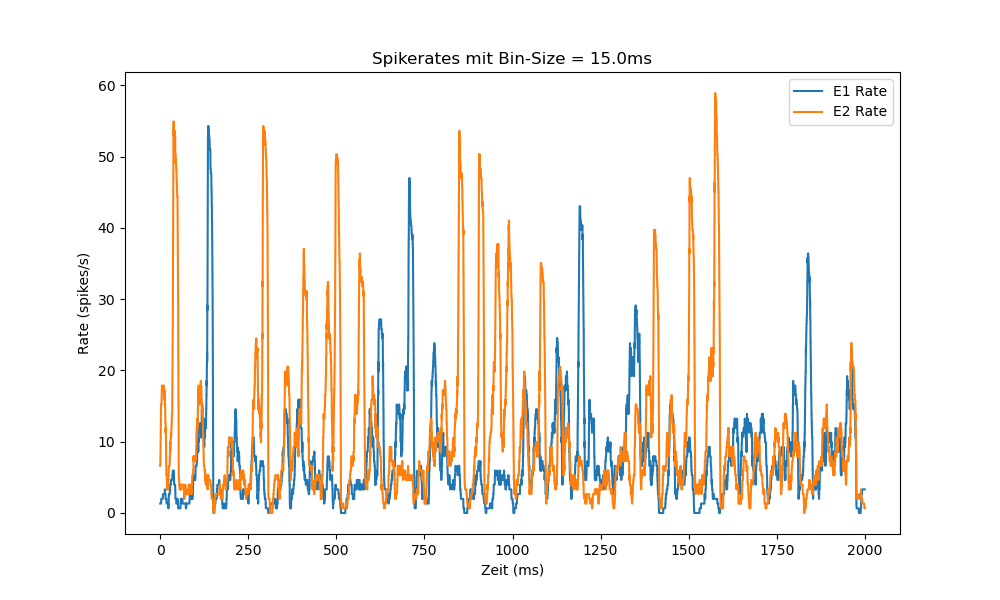 Spikerates mit Bin-Size = 15.0ms
E1 Rate
E2 Rate
60
50
40
30
20
10
0
Rate (spikes/s)
0 250 500 750 1000 1250 1500 1750 2000
Zeit (ms)